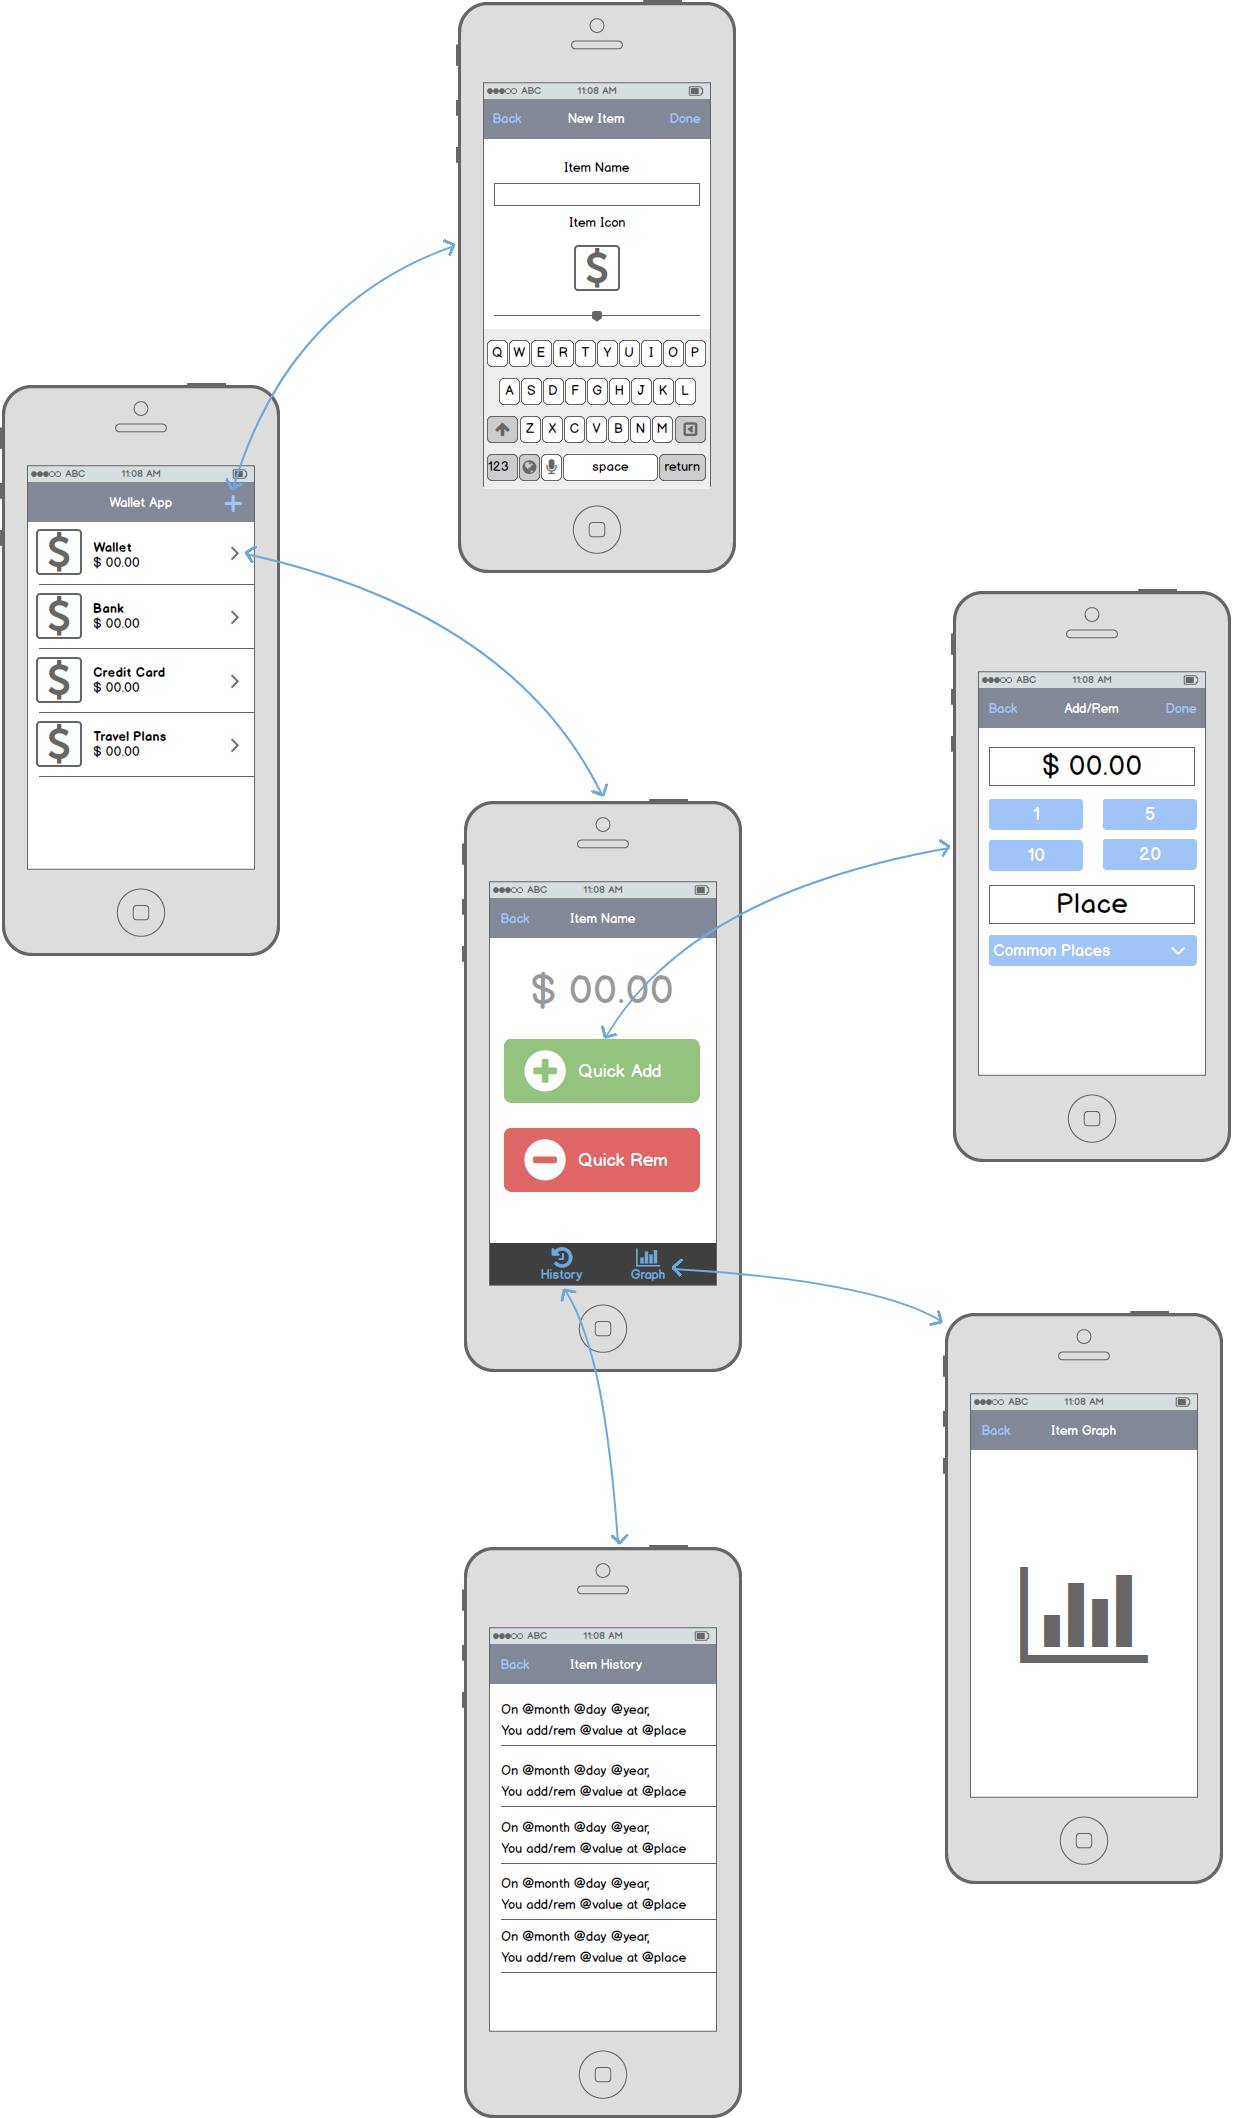 ABC 11:08 AM
Back New Item Done
Item Name
Item Icon
$
Q W E R T Y U I O P
A S D F G H J K L
Z X C V B N M
123 space return
ABC 11:08 AM
Wallet App +
$ Wallet
$ 00.00
$ Bank
$ 00.00
$ Credit Card
$ 00.00
$ Travel Plans
$ 00.00
ABC 11:08 AM
Back Add/Rem Done
$ 00.00
1 5
10 20
Place
Common Places
ABC 11:08 AM
Back Item Name
$ 00.00
Quick Add
Quick Rem
History Graph
ABC 11:08 AM
Back Item Graph
ABC 11:08 AM
Back Item History
On @month @day @year,
You add/rem @value at @place
On @month @day @year,
You add/rem @value at @place
On @month @day @year,
You add/rem @value at @place
On @month @day @year,
You add/rem @value at @place
On @month @day @year,
You add/rem @value at @place